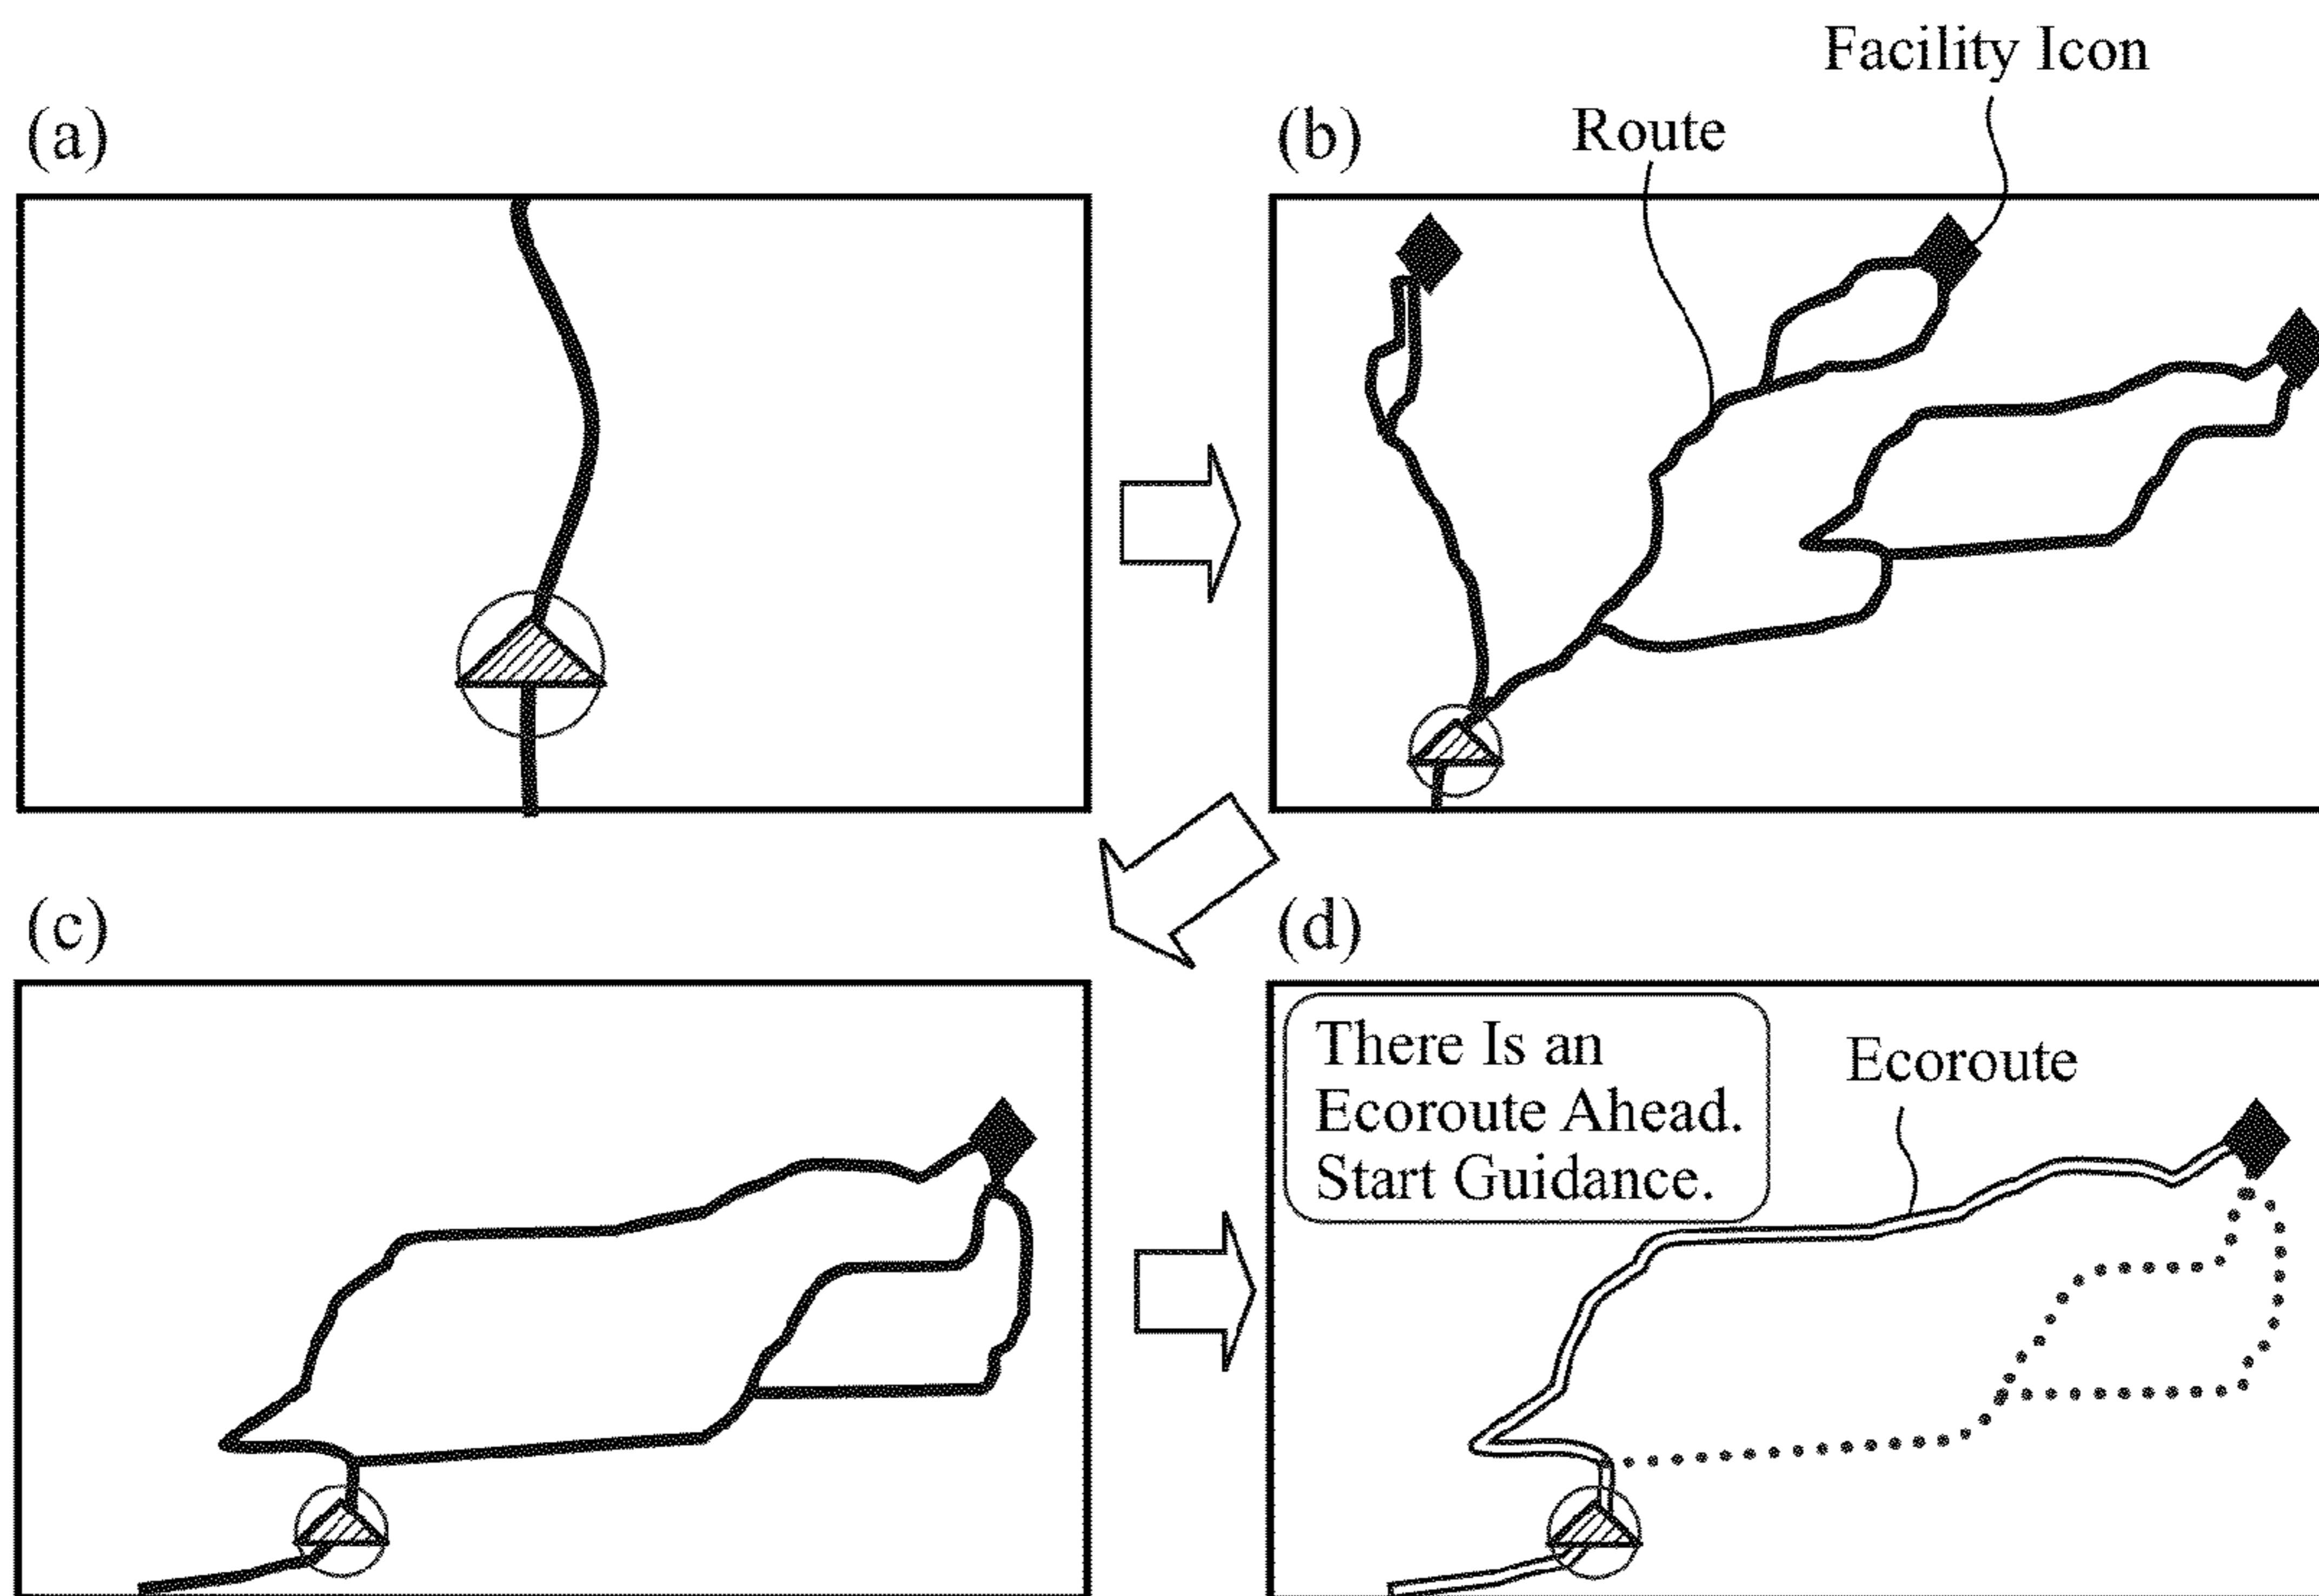 Facility Icon
(a)
(b)
Route
(c)
(d)
There Is an
Ecoroute Ahead.
Start Guidance.
Ecoroute